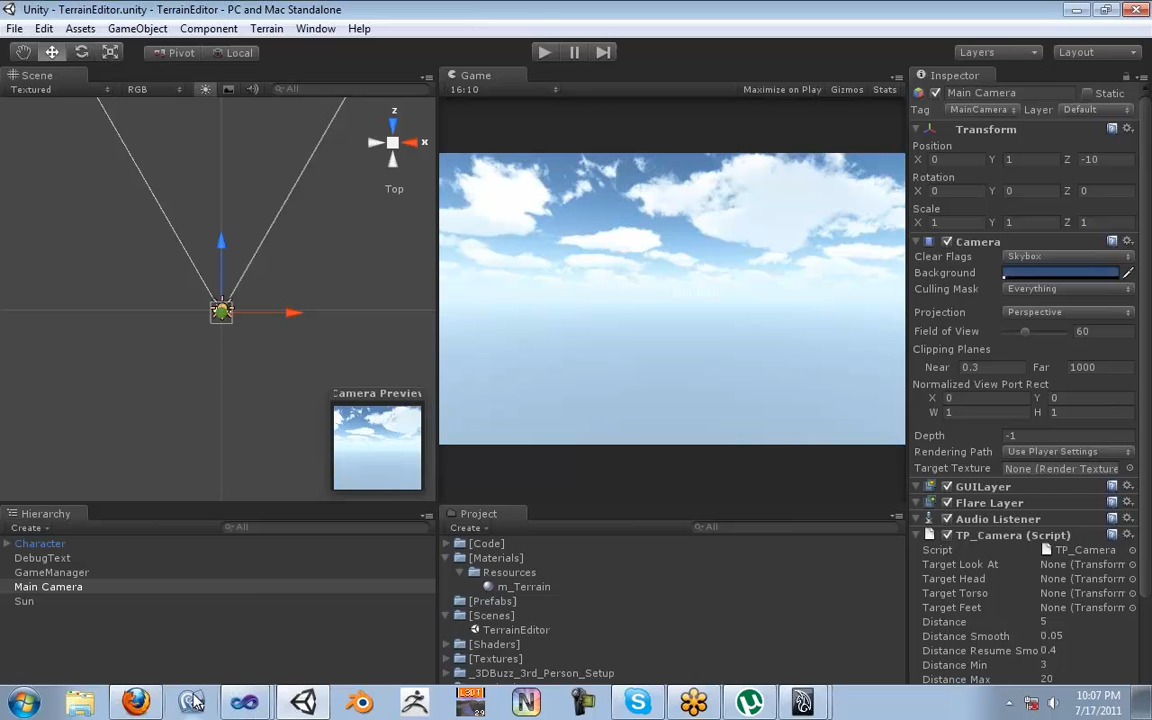 Unity - TerrainEditor.unity - TerrainEditor - PC and Mac Standalone
File Edit Assets GameObject Component Terrain Window Help
Pivot Local Layers Layout
Scene
Textured RGB All
z
x
Top
Camera Preview
Game
16:10 Maximize on Play Gizmos Stats
Inspector
Main Camera Static
Tag MainCamera Layer Default
Transform
Position
X 0 Y 1 Z -10
Rotation
X 0 Y 0 Z 0
Scale
X 1 Y 1 Z 1
Camera
Clear Flags Skybox
Background
Culling Mask Everything
Projection Perspective
Field of View 60
Clipping Planes
Near 0.3 Far 1000
Normalized View Port Rect
X 0 Y 0
W 1 H 1
Depth -1
Rendering Path Use Player Settings
Target Texture None (Render Texture
GUILayer
Flare Layer
Audio Listener
TP_Camera (Script)
Script TP_Camera
Target Look At None (Transform
Target Head None (Transform
Target Torso None (Transform
Target Feet None (Transform
Distance 5
Distance Smooth 0.05
Distance Resume Smo 0.4
Distance Min 3
Distance Max 20
Hierarchy
Create All
Character
DebugText
GameManager
Main Camera
Sun
Project
Create All
[Code]
[Materials]
Resources
m_Terrain
[Prefabs]
[Scenes]
TerrainEditor
[Shaders]
[Textures]
_3DBuzz_3rd_Person_Setup
10:07 PM
7/17/2011